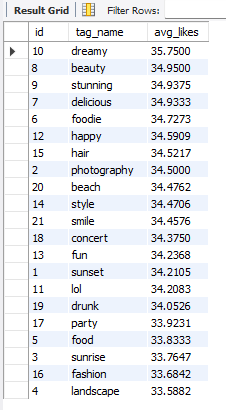 Result Grid Filter Rows:
id tag_name avg_likes
10 dreamy 35.7500
8 beauty 34.9500
9 stunning 34.9375
7 delicious 34.9333
6 foodie 34.7273
12 happy 34.5909
15 hair 34.5217
2 photography 34.5000
20 beach 34.4762
14 style 34.4706
21 smile 34.4576
18 concert 34.3750
13 fun 34.2368
1 sunset 34.2105
11 lol 34.2083
19 drunk 34.0526
17 party 33.9231
5 food 33.8333
3 sunrise 33.7647
16 fashion 33.6842
4 landscape 33.5882